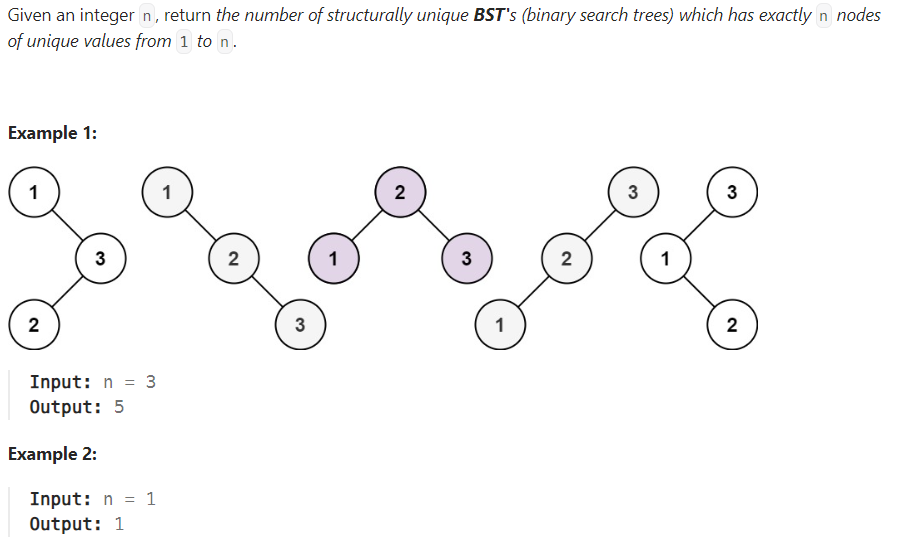 Given an integer n, return the number of structurally unique BST's (binary search trees) which has exactly n nodes
of unique values from 1 to n.
Example 1:
1 1 2 3 3
3 2 1 3 2 1
2 3 1 2
Input: n = 3
Output: 5
Example 2:
Input: n = 1
Output: 1